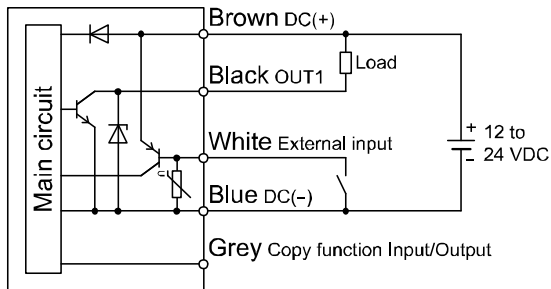 Brown DC(+)
Black OUT1
Load
White External input
+ 12 to
- 24 VDC
Blue DC(−)
Grey Copy function Input/Output
Main circuit
U